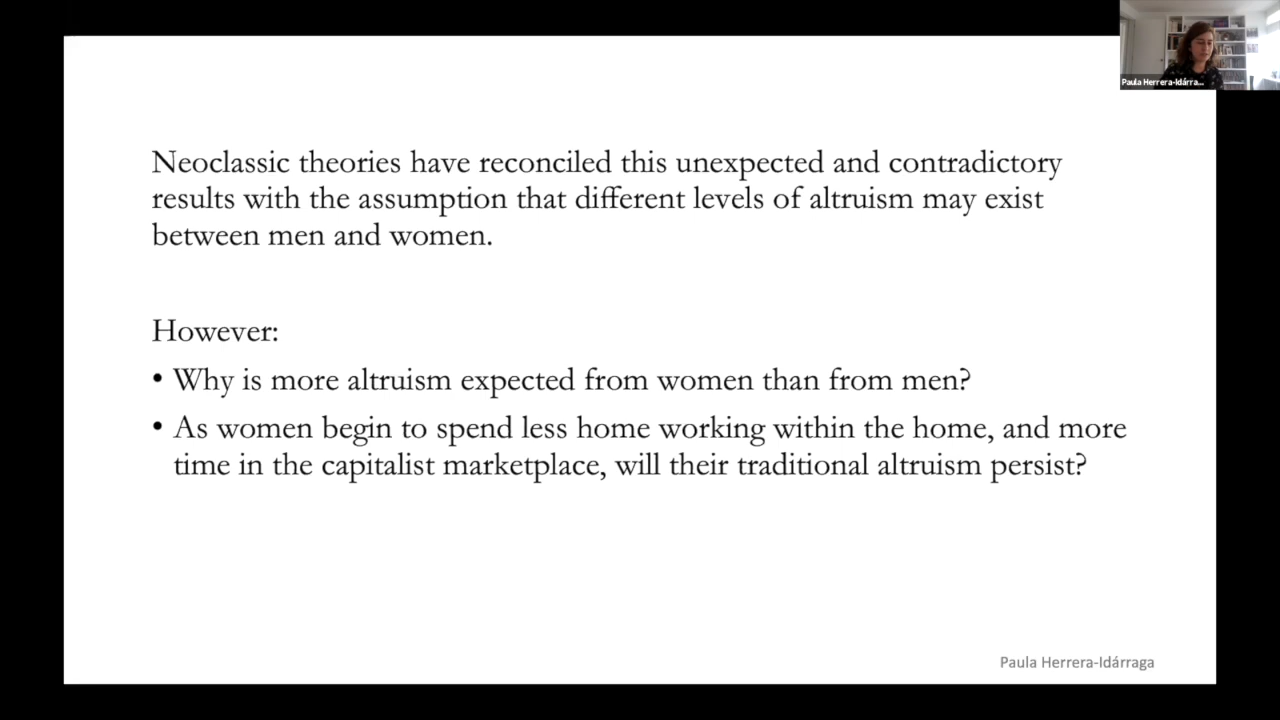 Paula Herrera-Idárra...
Neoclassic theories have reconciled this unexpected and contradictory
results with the assumption that different levels of altruism may exist
between men and women.
However:
• Why is more altruism expected from women than from men?
• As women begin to spend less home working within the home, and more
time in the capitalist marketplace, will their traditional altruism persist?
Paula Herrera-Idárraga